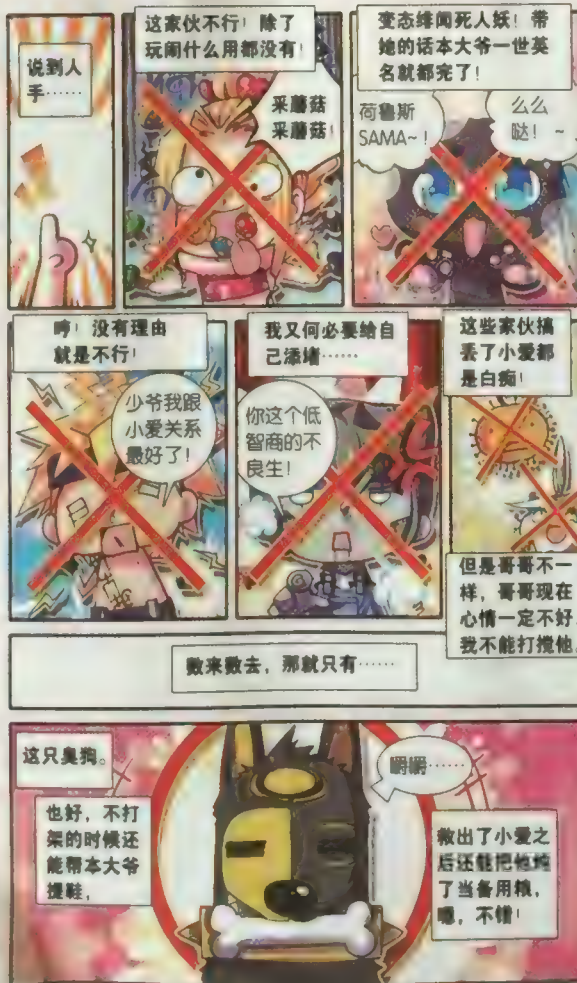 说到人
手……
这家伙不行！除了
玩闹什么用都没有！
采蘑菇
采蘑菇！
变态绯闻死人妖！带
她的话本大爷一世英
名就都完了！
荷鲁斯
SAMA~！
么么
哒！~
哼！没有理由
就是不行！
少爷我跟
小爱关系
最好了！
我又何必要给自
己添堵……
你这个低
智商的不
良生！
这些家伙搞
丢了小爱都
是白痴！
但是哥哥不一
样，哥哥现在
心情一定不好，
我不能打搅他。
数来数去，那就只有……
这只臭狗。
也好，不打
架的时候还
能帮本大爷
提鞋，
嚼嚼……
救出了小爱之
后还能把他炖
了当备用粮，
嗯，不错！